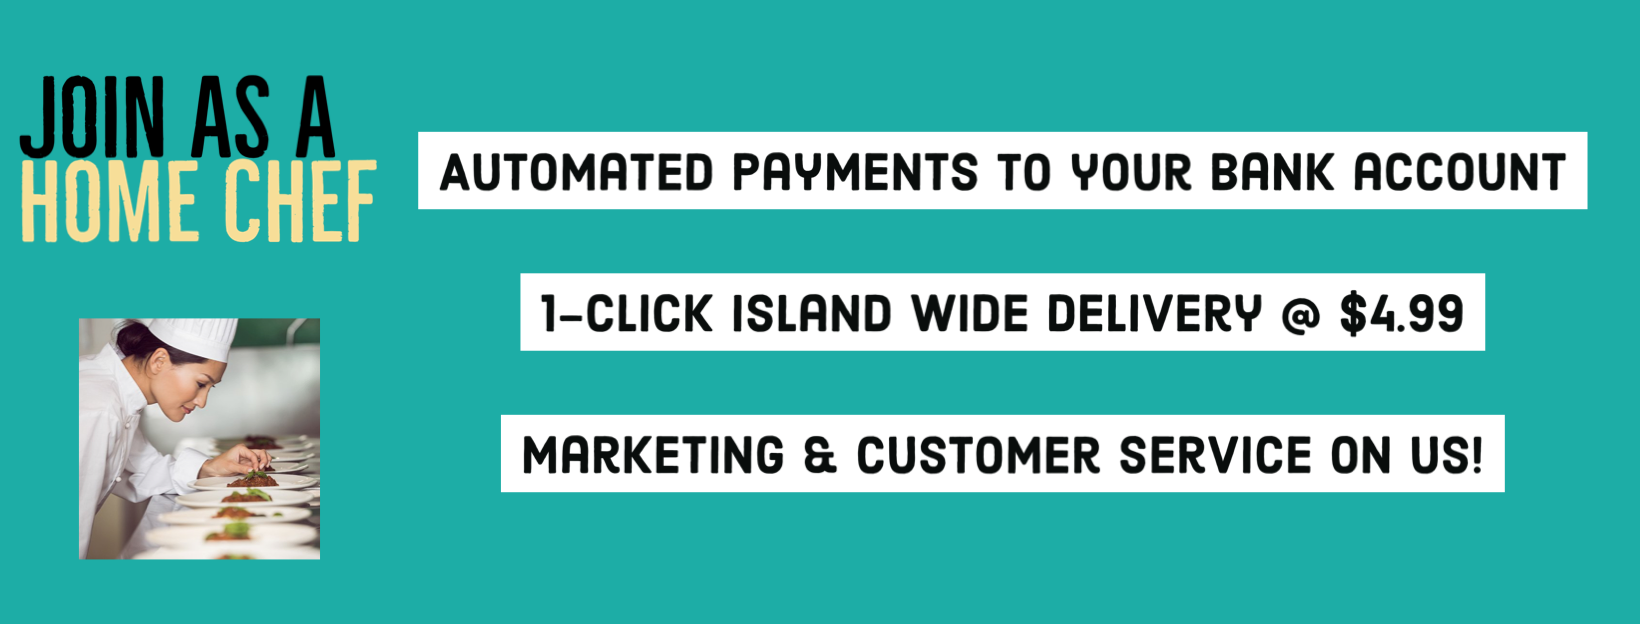 JOIN AS A
HOME CHEF
AUTOMATED PAYMENTS TO YOUR BANK ACCOUNT
1-CLICK ISLAND WIDE DELIVERY @ $4.99
MARKETING & CUSTOMER SERVICE ON US!